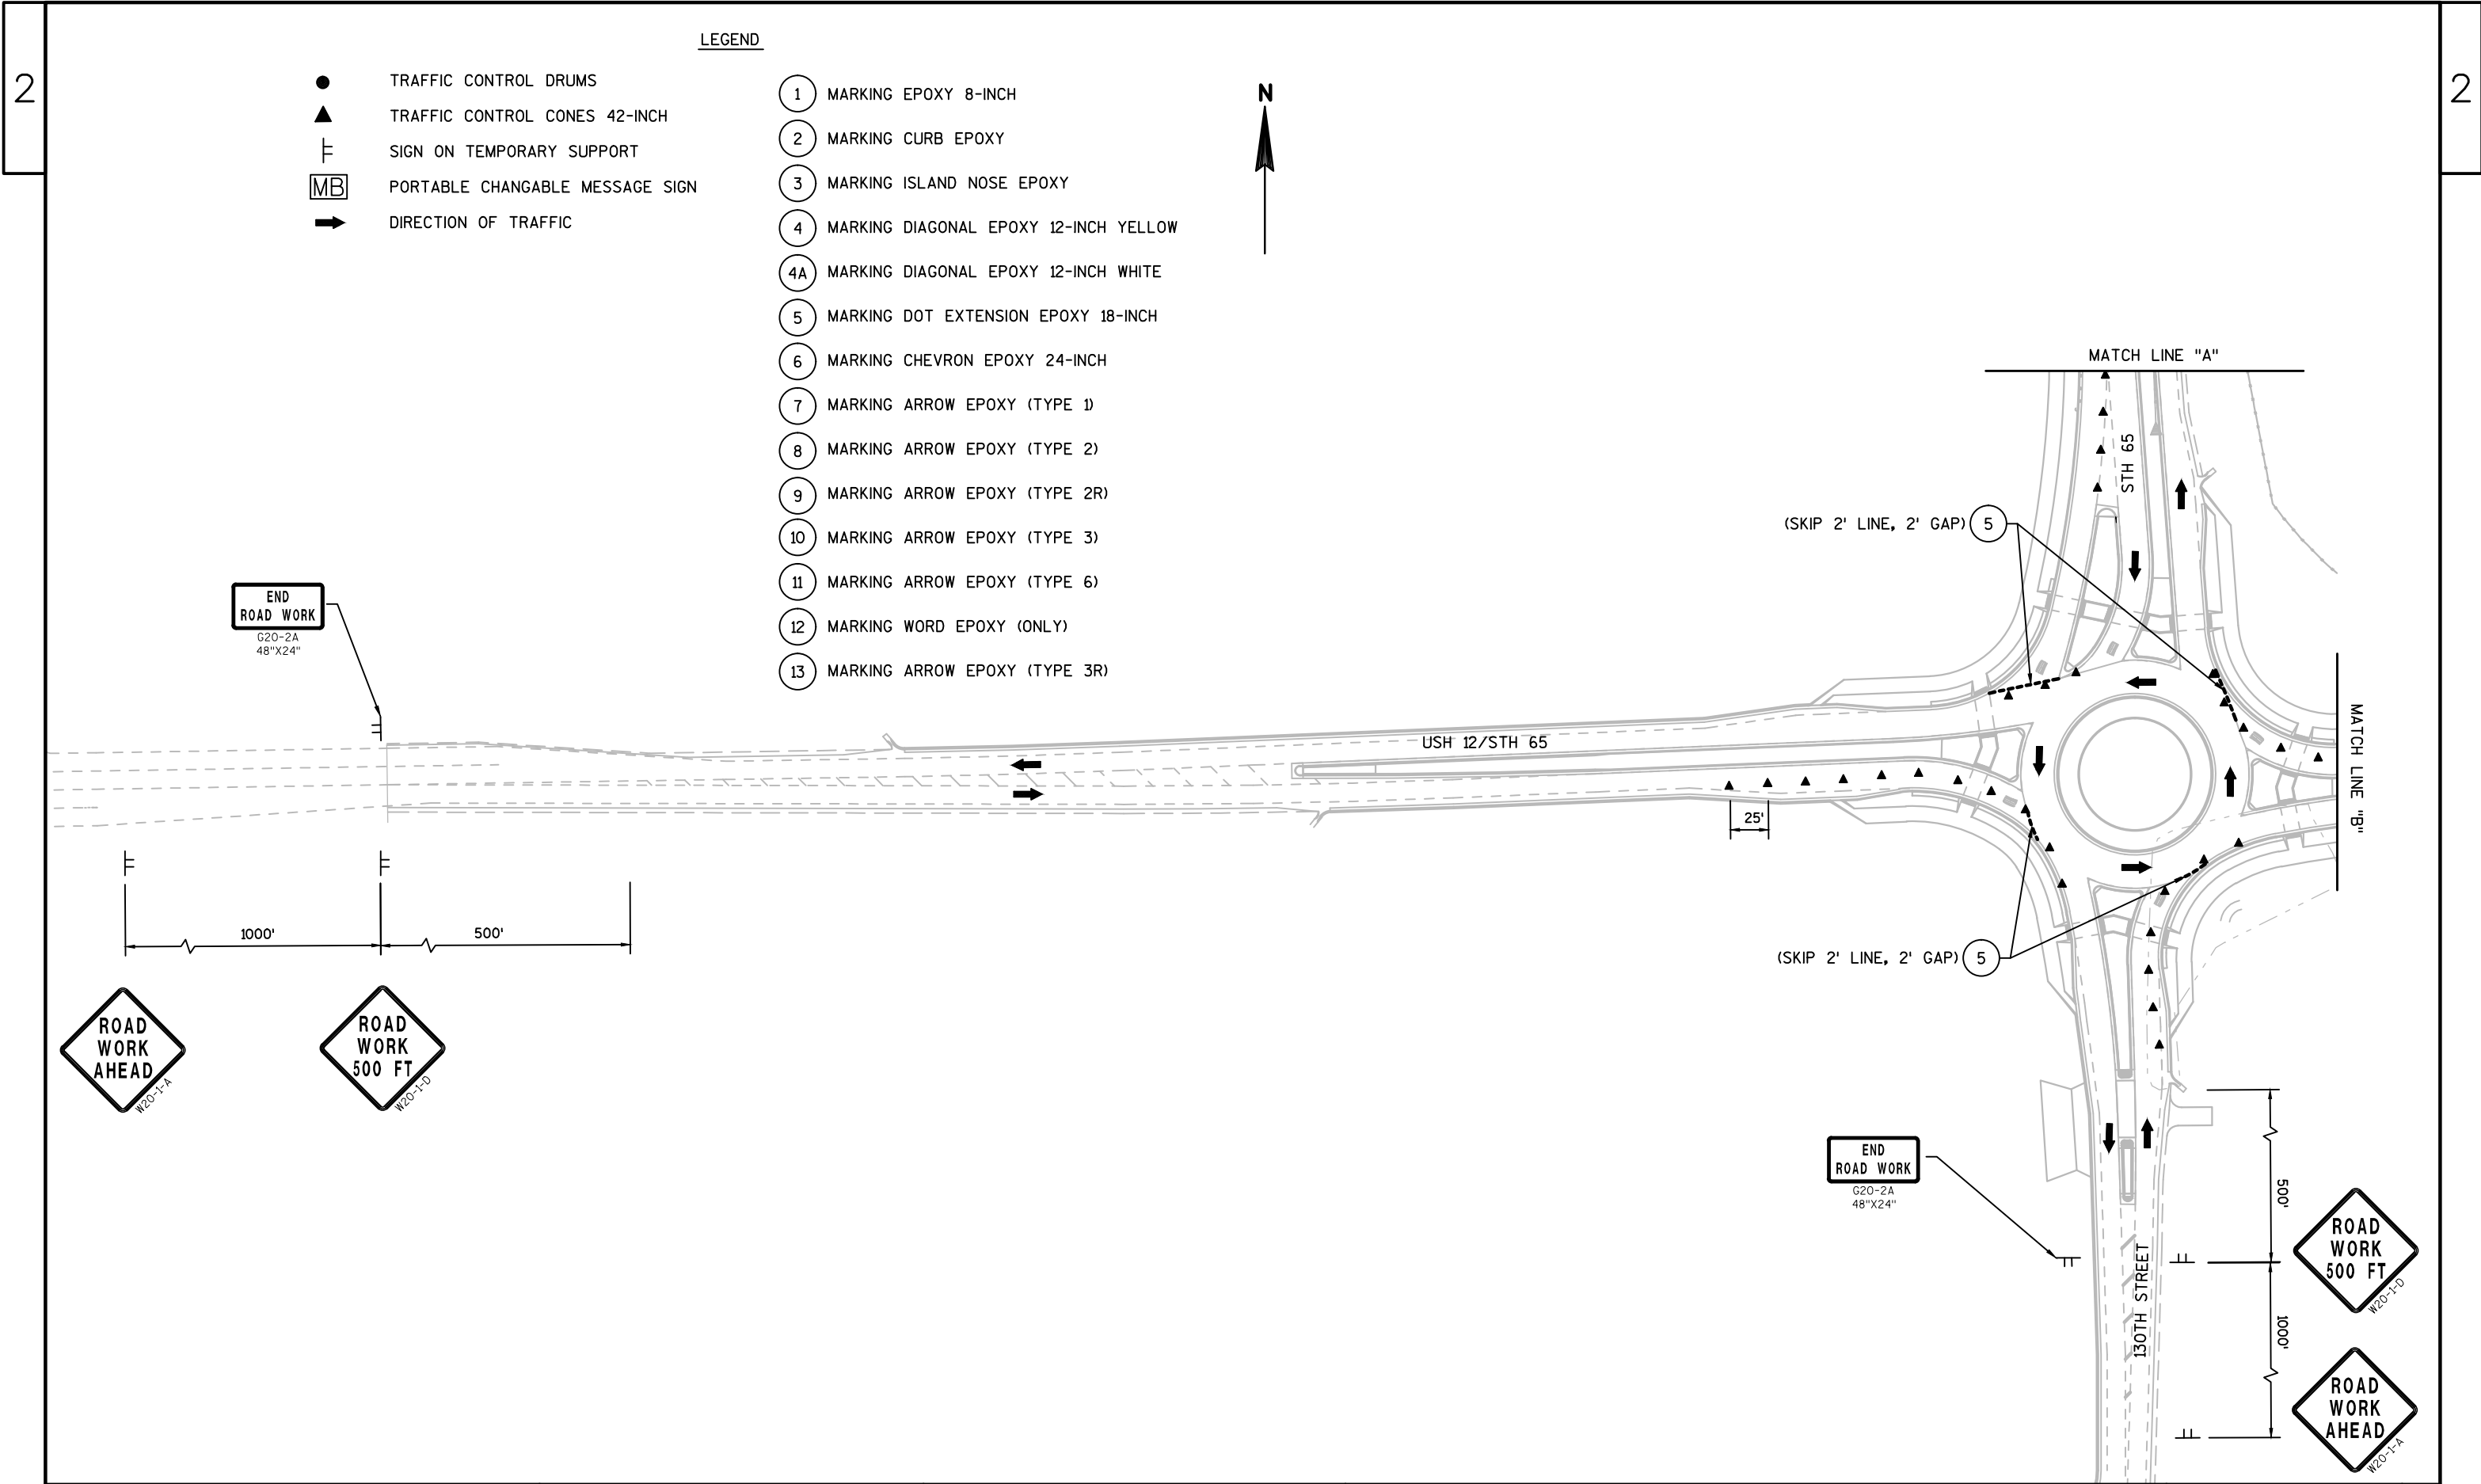 2
2
LEGEND
TRAFFIC CONTROL DRUMS
TRAFFIC CONTROL CONES 42-INCH
SIGN ON TEMPORARY SUPPORT
MB PORTABLE CHANGABLE MESSAGE SIGN
DIRECTION OF TRAFFIC
1 MARKING EPOXY 8-INCH
2 MARKING CURB EPOXY
3 MARKING ISLAND NOSE EPOXY
4 MARKING DIAGONAL EPOXY 12-INCH YELLOW
4A MARKING DIAGONAL EPOXY 12-INCH WHITE
5 MARKING DOT EXTENSION EPOXY 18-INCH
6 MARKING CHEVRON EPOXY 24-INCH
7 MARKING ARROW EPOXY (TYPE 1)
8 MARKING ARROW EPOXY (TYPE 2)
9 MARKING ARROW EPOXY (TYPE 2R)
10 MARKING ARROW EPOXY (TYPE 3)
11 MARKING ARROW EPOXY (TYPE 6)
12 MARKING WORD EPOXY (ONLY)
13 MARKING ARROW EPOXY (TYPE 3R)
N
MATCH LINE "A"
STH 65
(SKIP 2' LINE, 2' GAP) 5
END
ROAD WORK
G20-2A
48"X24"
USH 12/STH 65
MATCH LINE "B"
25'
1000'
500'
(SKIP 2' LINE, 2' GAP) 5
ROAD
WORK
AHEAD
W20-1-A
ROAD
WORK
500 FT
W20-1-D
END
ROAD WORK
G20-2A
48"X24"
130TH STREET
500'
1000'
ROAD
WORK
500 FT
W20-1-D
ROAD
WORK
AHEAD
W20-1-A